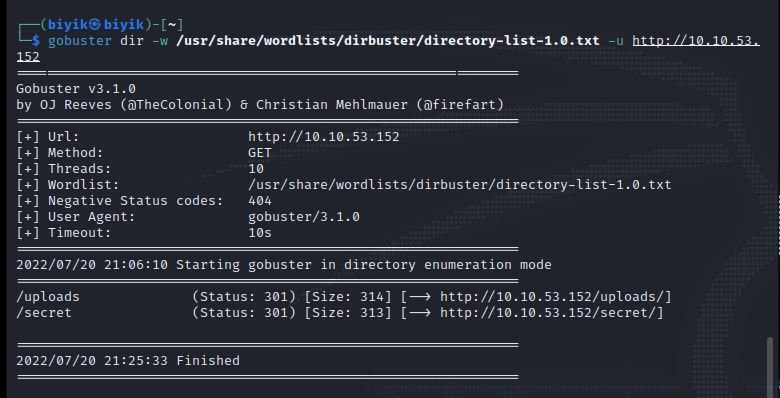 ┌──(biyik㉿biyik)-[~]
└─$ gobuster dir -w /usr/share/wordlists/dirbuster/directory-list-1.0.txt -u http://10.10.53.
152
===============================================================
Gobuster v3.1.0
by OJ Reeves (@TheColonial) & Christian Mehlmauer (@firefart)
===============================================================
[+] Url:                     http://10.10.53.152
[+] Method:                  GET
[+] Threads:                 10
[+] Wordlist:                /usr/share/wordlists/dirbuster/directory-list-1.0.txt
[+] Negative Status codes:   404
[+] User Agent:              gobuster/3.1.0
[+] Timeout:                 10s
===============================================================
2022/07/20 21:06:10 Starting gobuster in directory enumeration mode
===============================================================
/uploads              (Status: 301) [Size: 314] [--> http://10.10.53.152/uploads/]
/secret               (Status: 301) [Size: 313] [--> http://10.10.53.152/secret/]
===============================================================
2022/07/20 21:25:33 Finished
===============================================================